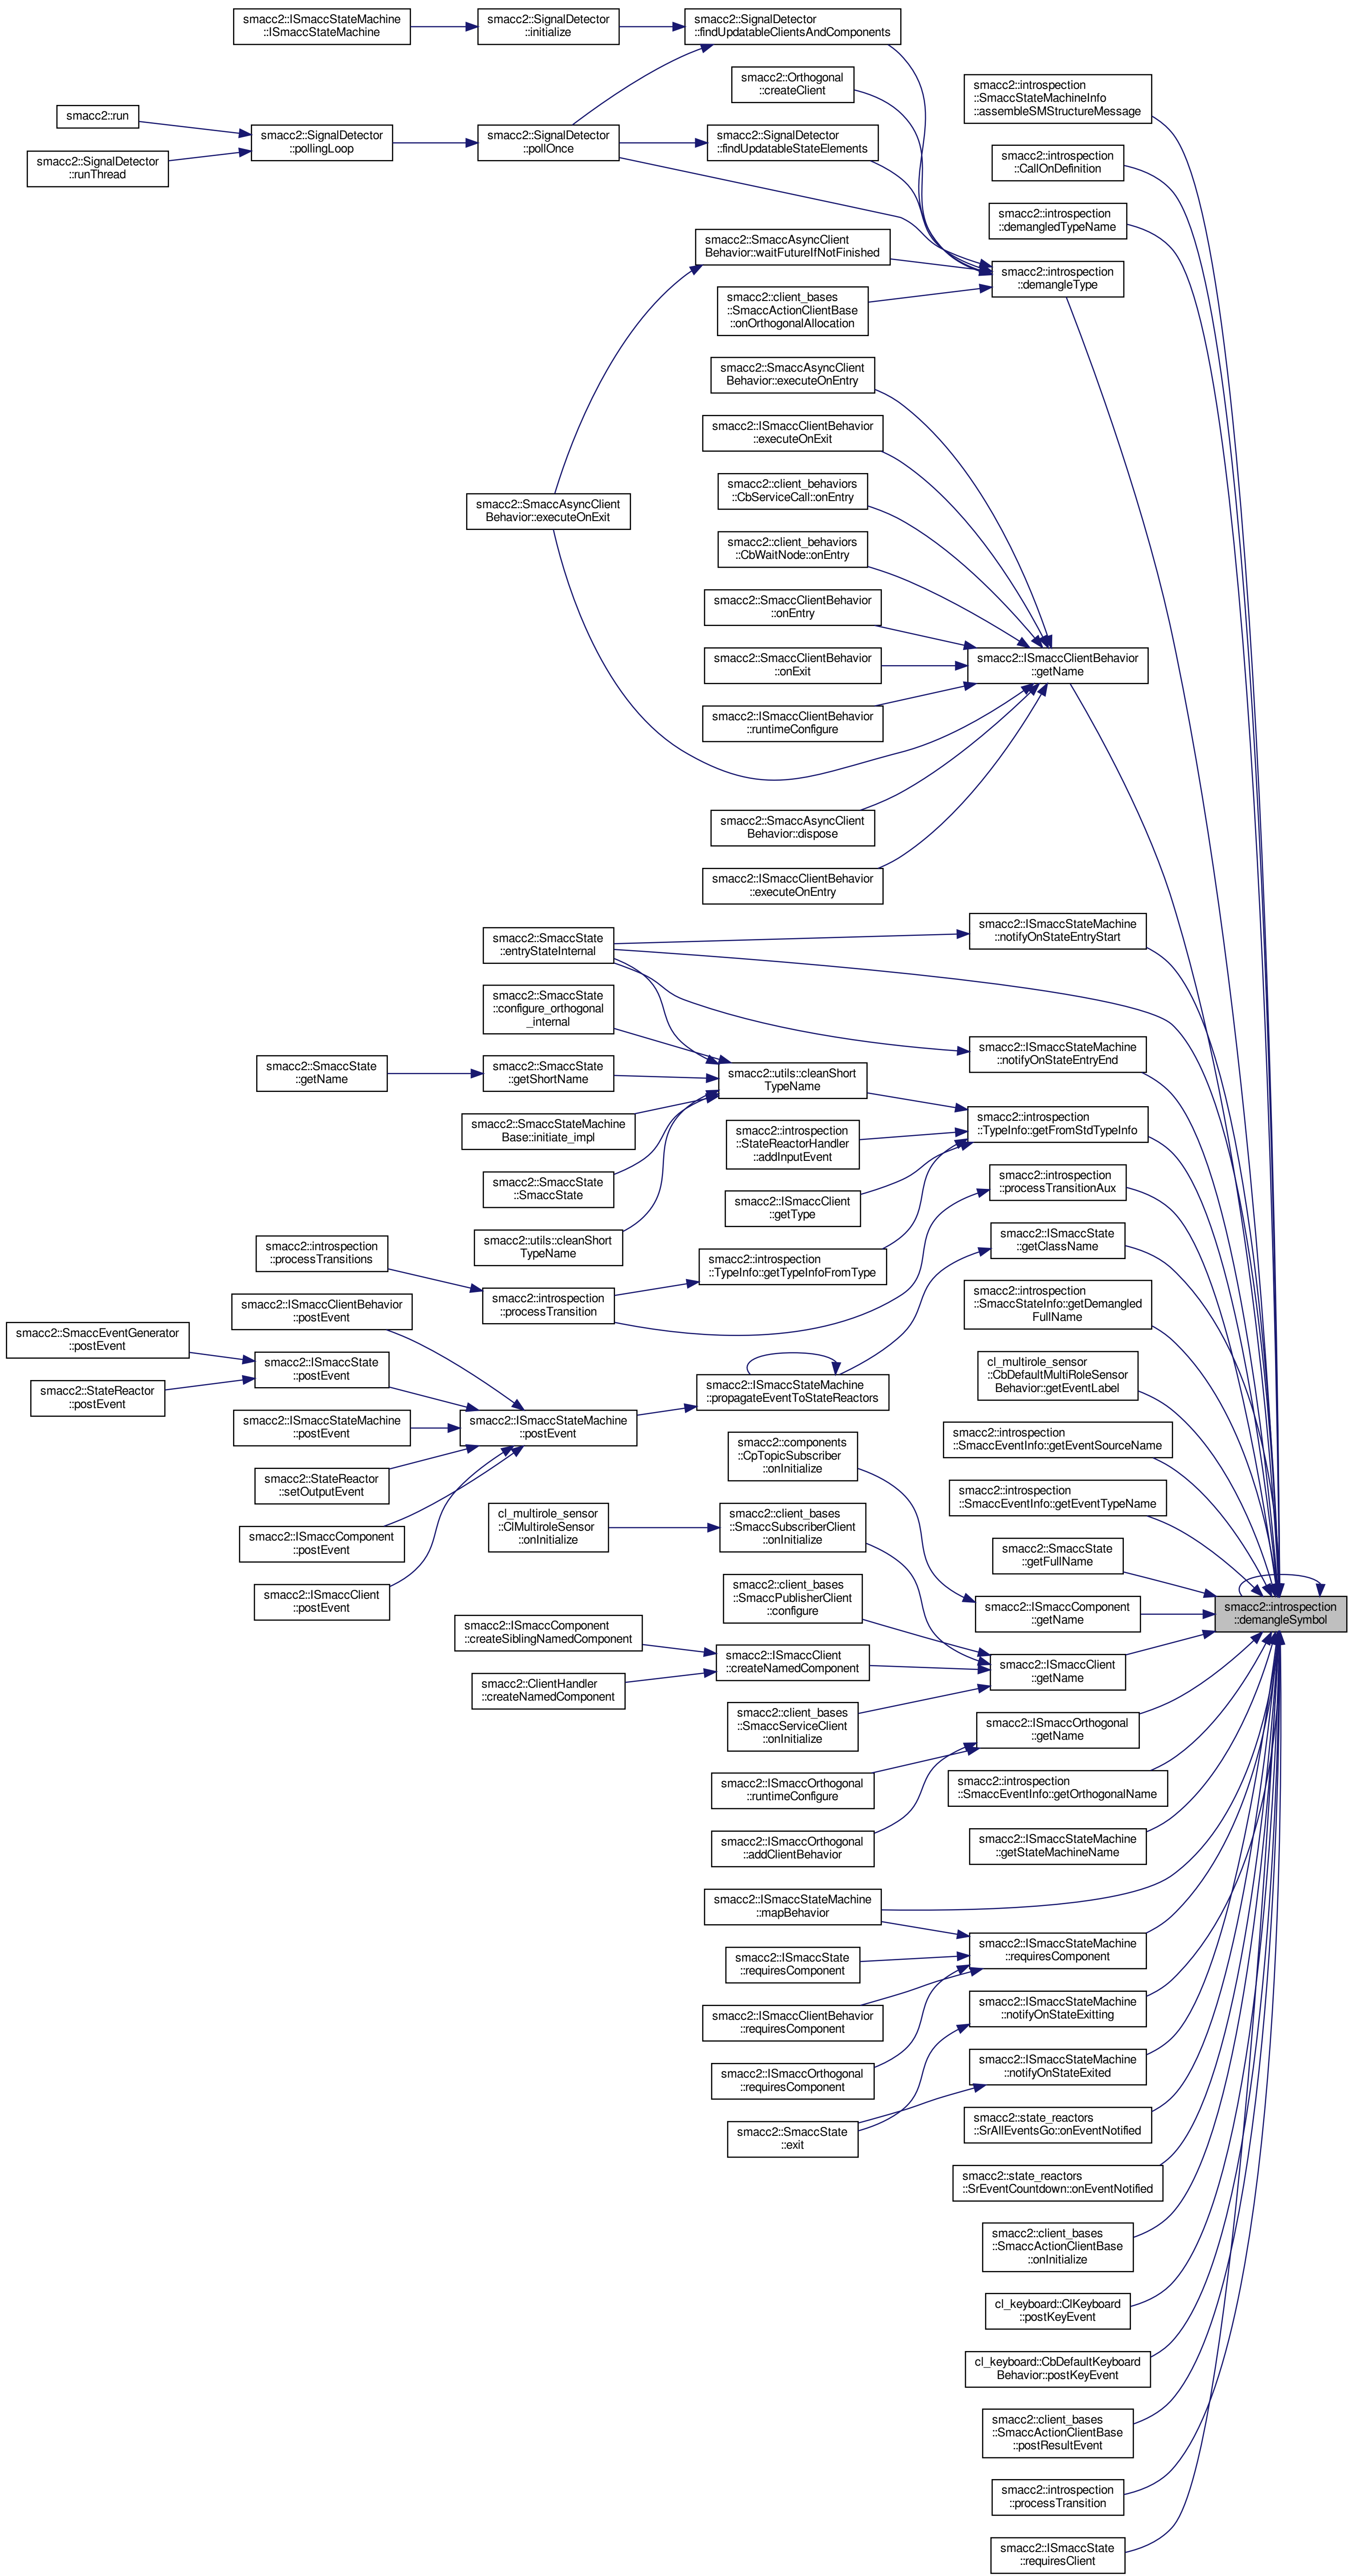 smacc2::ISmaccStateMachine
::ISmaccStateMachine
smacc2::SignalDetector
::initialize
smacc2::SignalDetector
::findUpdatableClientsAndComponents
smacc2::Orthogonal
::createClient
smacc2::introspection
::SmaccStateMachineInfo
::assembleSMStructureMessage
smacc2::run
smacc2::SignalDetector
::pollingLoop
smacc2::SignalDetector
::pollOnce
smacc2::SignalDetector
::findUpdatableStateElements
smacc2::introspection
::CallOnDefinition
smacc2::SignalDetector
::runThread
smacc2::introspection
::demangledTypeName
smacc2::SmaccAsyncClient
Behavior::waitFutureIfNotFinished
smacc2::introspection
::demangleType
smacc2::client_bases
::SmaccActionClientBase
::onOrthogonalAllocation
smacc2::SmaccAsyncClient
Behavior::executeOnEntry
smacc2::ISmaccClientBehavior
::executeOnExit
smacc2::client_behaviors
::CbServiceCall::onEntry
smacc2::SmaccAsyncClient
Behavior::executeOnExit
smacc2::client_behaviors
::CbWaitNode::onEntry
smacc2::SmaccClientBehavior
::onEntry
smacc2::SmaccClientBehavior
::onExit
smacc2::ISmaccClientBehavior
::getName
smacc2::ISmaccClientBehavior
::runtimeConfigure
smacc2::SmaccAsyncClient
Behavior::dispose
smacc2::ISmaccClientBehavior
::executeOnEntry
smacc2::SmaccState
::entryStateInternal
smacc2::ISmaccStateMachine
::notifyOnStateEntryStart
smacc2::SmaccState
::configure_orthogonal
_internal
smacc2::ISmaccStateMachine
::notifyOnStateEntryEnd
smacc2::SmaccState
::getName
smacc2::SmaccState
::getShortName
smacc2::utils::cleanShort
TypeName
smacc2::SmaccStateMachine
Base::initiate_impl
smacc2::introspection
::StateReactorHandler
::addInputEvent
smacc2::introspection
::TypeInfo::getFromStdTypeInfo
smacc2::SmaccState
::SmaccState
smacc2::ISmaccClient
::getType
smacc2::introspection
::processTransitionAux
smacc2::utils::cleanShort
TypeName
smacc2::ISmaccState
::getClassName
smacc2::introspection
::processTransitions
smacc2::introspection
::TypeInfo::getTypeInfoFromType
smacc2::introspection
::processTransition
smacc2::introspection
::SmaccStateInfo::getDemangled
FullName
smacc2::ISmaccClientBehavior
::postEvent
smacc2::SmaccEventGenerator
::postEvent
smacc2::ISmaccState
::postEvent
cl_multirole_sensor
::CbDefaultMultiRoleSensor
Behavior::getEventLabel
smacc2::StateReactor
::postEvent
smacc2::ISmaccStateMachine
::propagateEventToStateReactors
smacc2::ISmaccStateMachine
::postEvent
smacc2::ISmaccStateMachine
::postEvent
smacc2::introspection
::SmaccEventInfo::getEventSourceName
smacc2::components
::CpTopicSubscriber
::onInitialize
smacc2::StateReactor
::setOutputEvent
smacc2::introspection
::SmaccEventInfo::getEventTypeName
smacc2::ISmaccComponent
::postEvent
cl_multirole_sensor
::ClMultiroleSensor
::onInitialize
smacc2::client_bases
::SmaccSubscriberClient
::onInitialize
smacc2::SmaccState
::getFullName
smacc2::ISmaccClient
::postEvent
smacc2::client_bases
::SmaccPublisherClient
::configure
smacc2::ISmaccComponent
::getName
smacc2::introspection
::demangleSymbol
smacc2::ISmaccComponent
::createSiblingNamedComponent
smacc2::ISmaccClient
::createNamedComponent
smacc2::ISmaccClient
::getName
smacc2::ClientHandler
::createNamedComponent
smacc2::client_bases
::SmaccServiceClient
::onInitialize
smacc2::ISmaccOrthogonal
::getName
smacc2::ISmaccOrthogonal
::runtimeConfigure
smacc2::introspection
::SmaccEventInfo::getOrthogonalName
smacc2::ISmaccOrthogonal
::addClientBehavior
smacc2::ISmaccStateMachine
::getStateMachineName
smacc2::ISmaccStateMachine
::mapBehavior
smacc2::ISmaccStateMachine
::requiresComponent
smacc2::ISmaccState
::requiresComponent
smacc2::ISmaccClientBehavior
::requiresComponent
smacc2::ISmaccStateMachine
::notifyOnStateExitting
smacc2::ISmaccOrthogonal
::requiresComponent
smacc2::ISmaccStateMachine
::notifyOnStateExited
smacc2::SmaccState
::exit
smacc2::state_reactors
::SrAllEventsGo::onEventNotified
smacc2::state_reactors
::SrEventCountdown::onEventNotified
smacc2::client_bases
::SmaccActionClientBase
::onInitialize
cl_keyboard::ClKeyboard
::postKeyEvent
cl_keyboard::CbDefaultKeyboard
Behavior::postKeyEvent
smacc2::client_bases
::SmaccActionClientBase
::postResultEvent
smacc2::introspection
::processTransition
smacc2::ISmaccState
::requiresClient